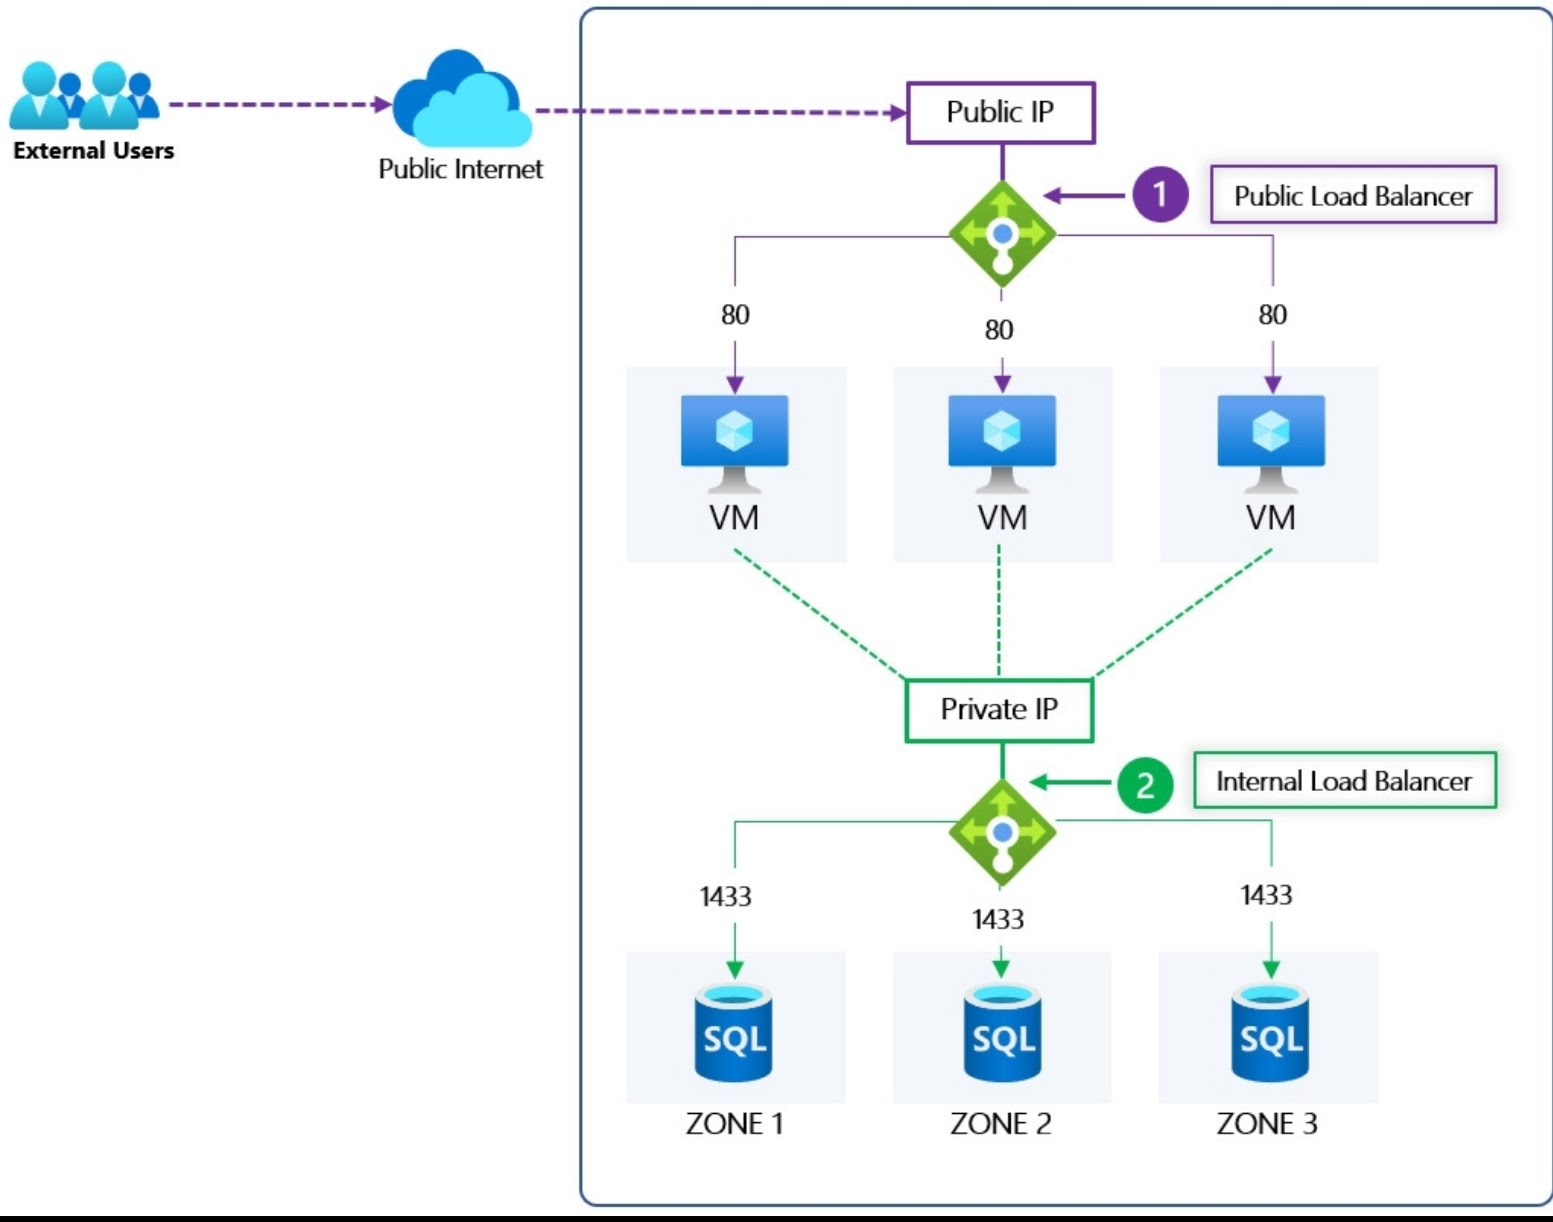 External Users
Public Internet
Public IP
1
Public Load Balancer
80
80
80
VM
VM
VM
Private IP
2
Internal Load Balancer
1433
1433
1433
SQL
SQL
SQL
ZONE 1
ZONE 2
ZONE 3